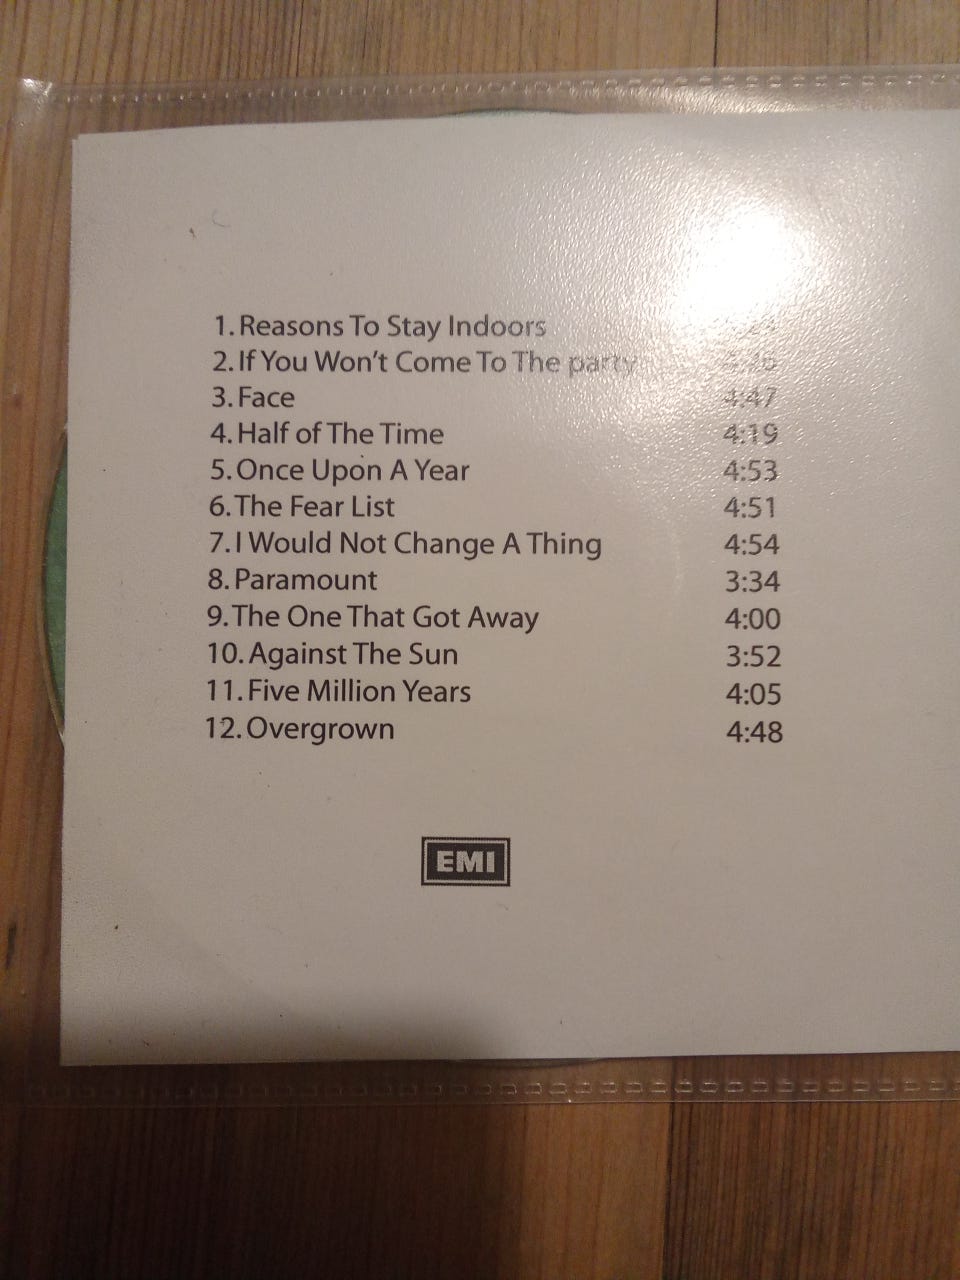 1. Reasons To Stay Indoors
2. If You Won't Come To The party
3. Face 4:47
4. Half of The Time 4:19
5. Once Upon A Year 4:53
6. The Fear List 4:51
7. I Would Not Change A Thing 4:54
8. Paramount 3:34
9. The One That Got Away 4:00
10. Against The Sun 3:52
11. Five Million Years 4:05
12. Overgrown 4:48
EMI